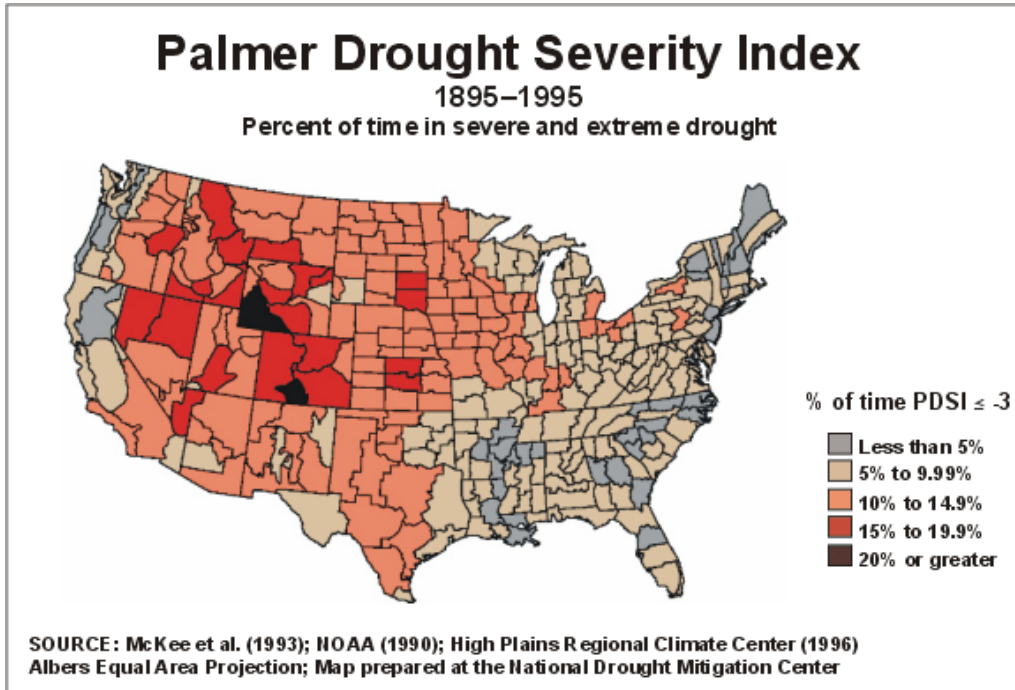 Palmer Drought Severity Index
1895–1995
Percent of time in severe and extreme drought
% of time PDSI ≤ -3
Less than 5%
5% to 9.99%
10% to 14.9%
15% to 19.9%
20% or greater
SOURCE: McKee et al. (1993); NOAA (1990); High Plains Regional Climate Center (1996)
Albers Equal Area Projection; Map prepared at the National Drought Mitigation Center